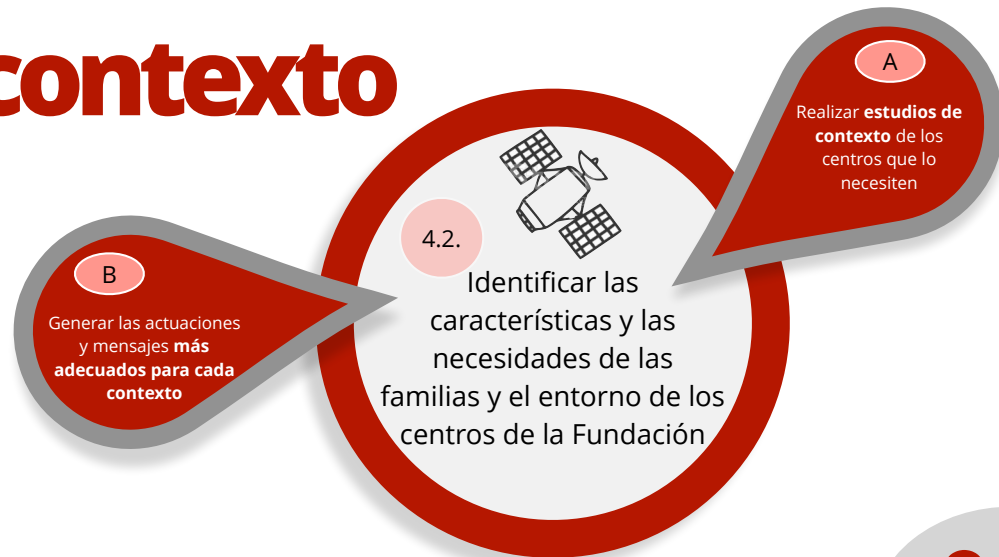 contexto
A
Realizar estudios de
contexto de los
centros que lo
necesiten
4.2.
Identificar las
características y las
necesidades de las
familias y el entorno de los
centros de la Fundación
B
Generar las actuaciones
y mensajes más
adecuados para cada
contexto